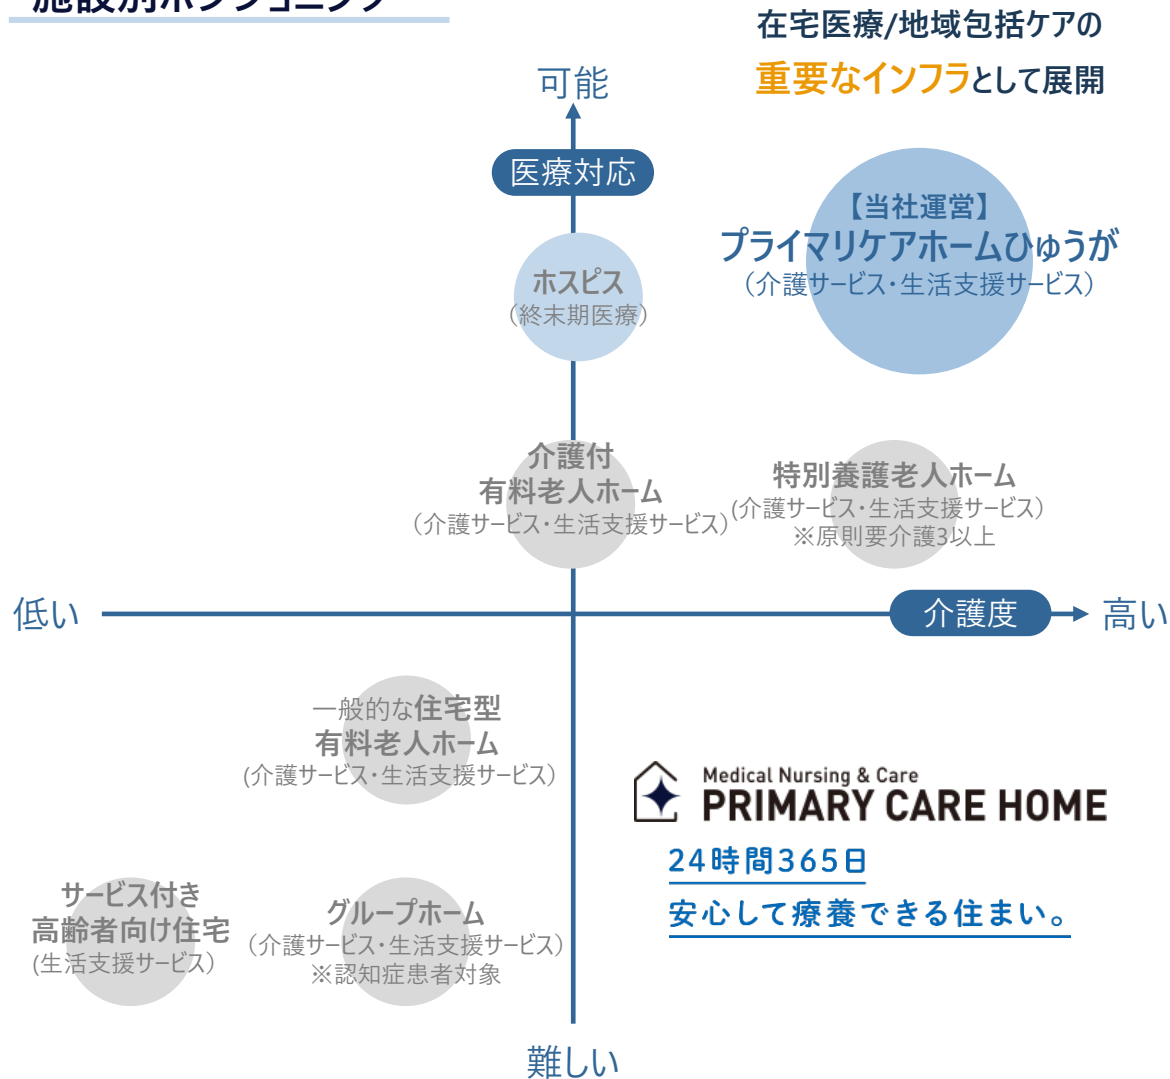 施設別ポジショニング
在宅医療/地域包括ケアの
重要なインフラとして展開
可能
医療対応
【当社運営】
プライマリケアホームひゅうが
（介護サービス・生活支援サービス）
ホスピス
（終末期医療）
介護付
有料老人ホーム
（介護サービス・生活支援サービス）
特別養護老人ホーム
(介護サービス・生活支援サービス）
※原則要介護3以上
低い
介護度
高い
一般的な住宅型
有料老人ホーム
(介護サービス・生活支援サービス）
Medical Nursing & Care
PRIMARY CARE HOME
24時間365日
安心して療養できる住まい。
サービス付き
高齢者向け住宅
(生活支援サービス）
グループホーム
（介護サービス・生活支援サービス）
※認知症患者対象
難しい